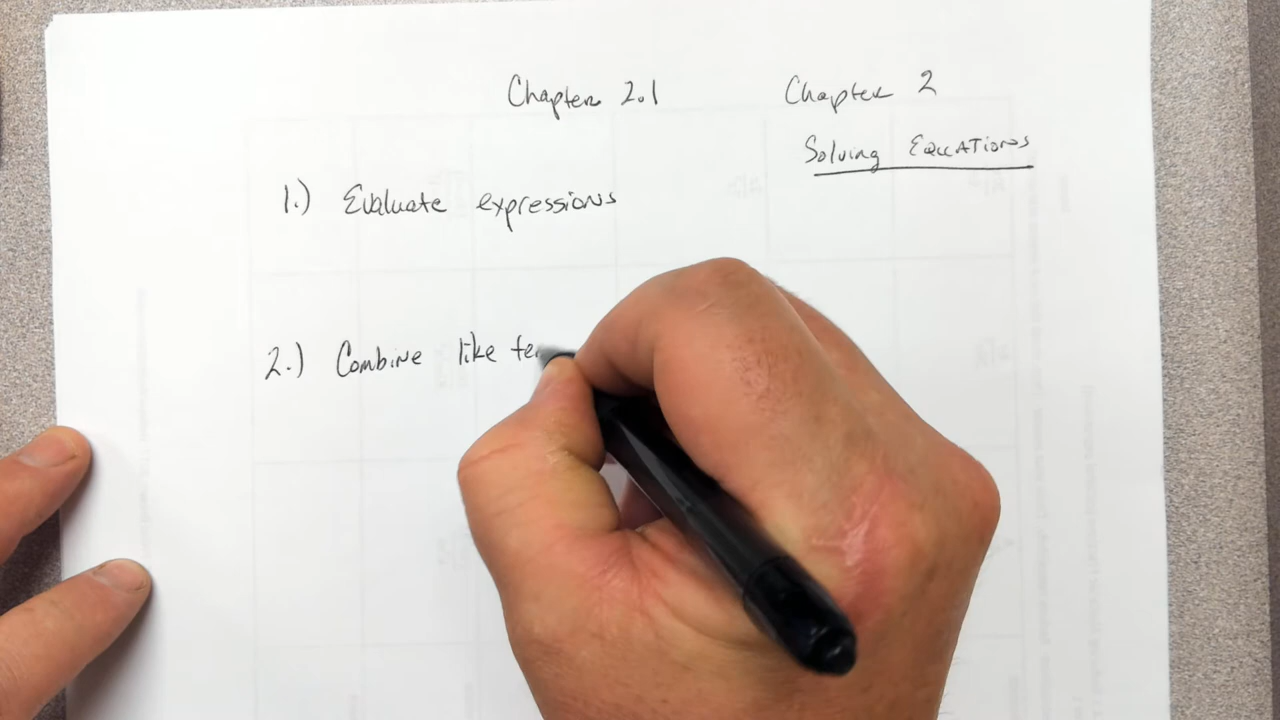 Chapter 2.1
Chapter 2
Solving Equations
1.) Evaluate expressions
2.) Combine like te